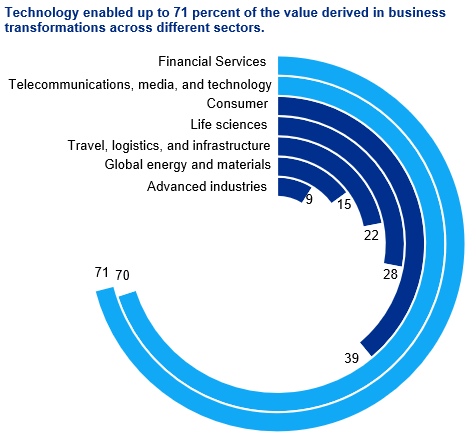 Technology enabled up to 71 percent of the value derived in business
transformations across different sectors.
Financial Services
Telecommunications, media, and technology
Consumer
Life sciences
Travel, logistics, and infrastructure
Global energy and materials
Advanced industries
9
15
22
28
71 70
39